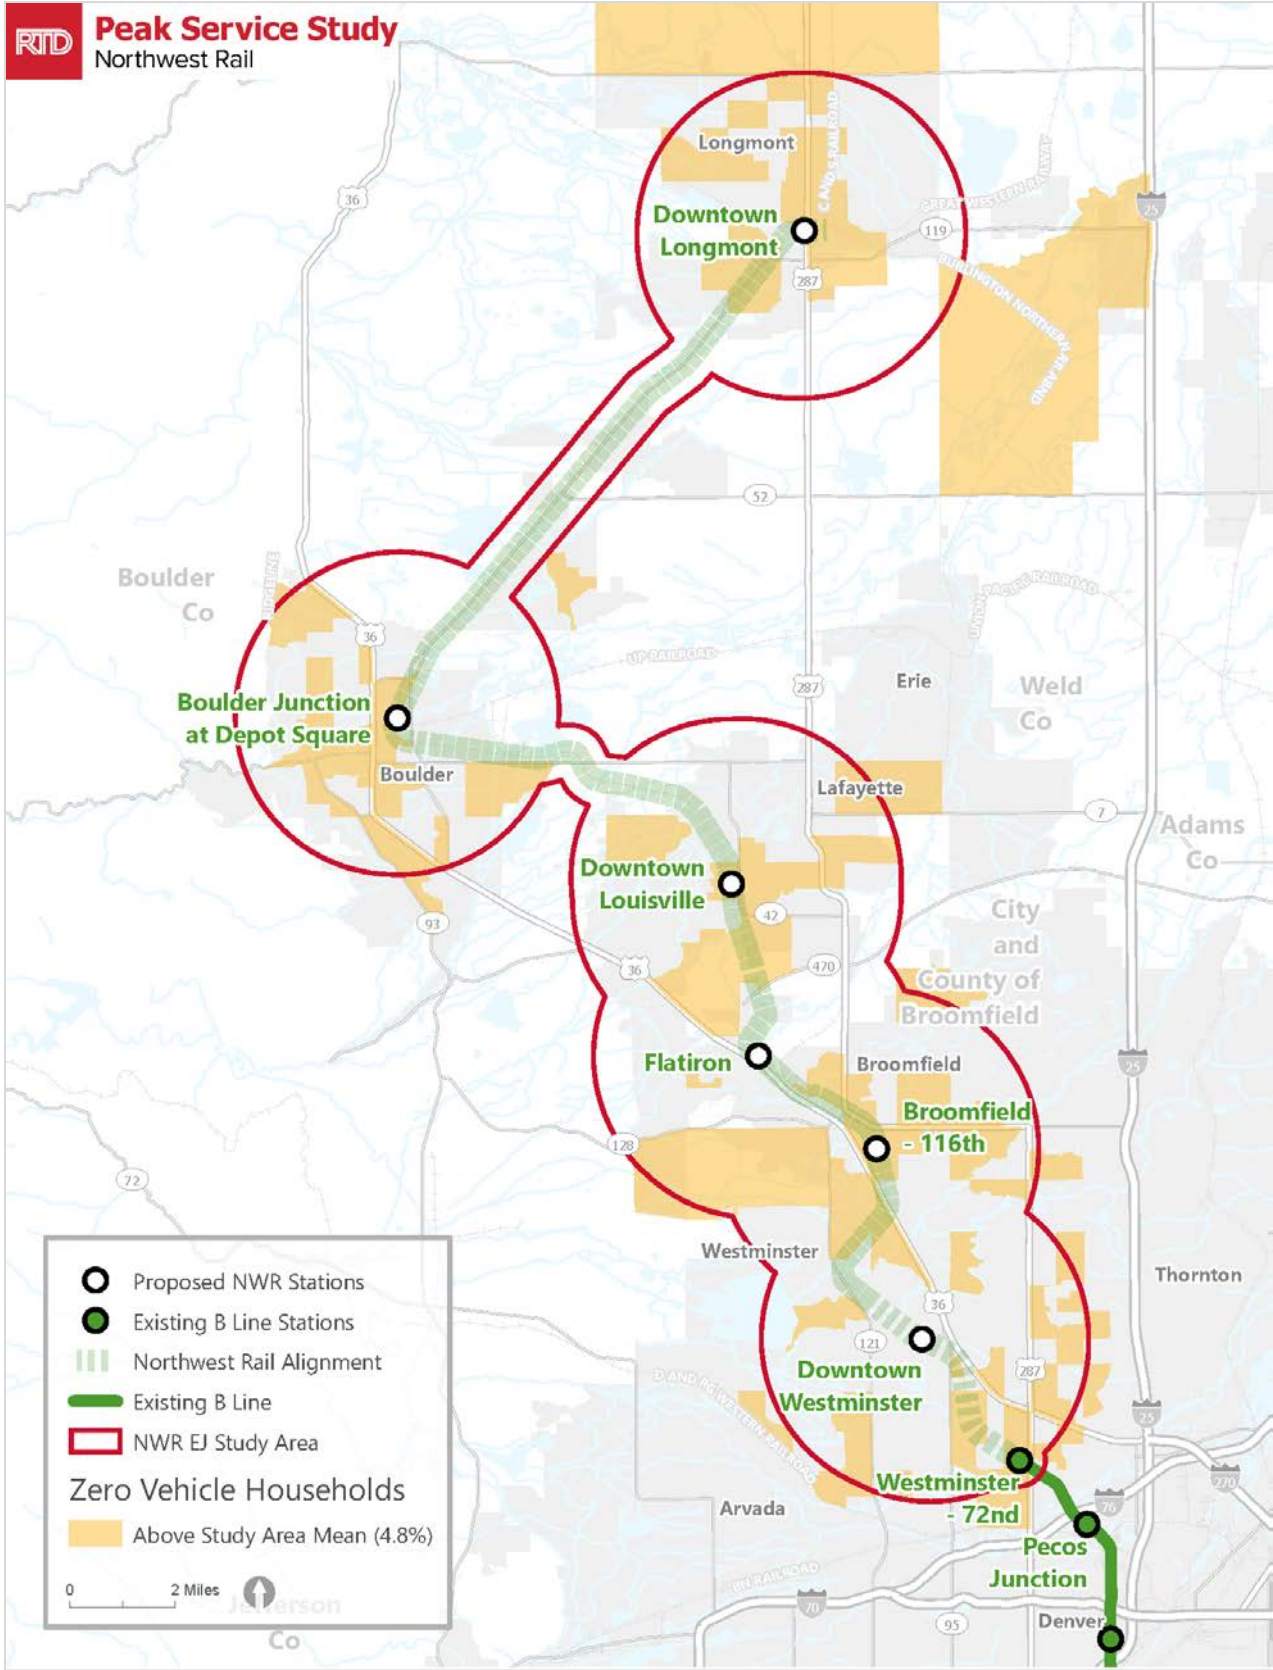 RTD
Peak Service Study
Northwest Rail
Longmont
C AND S RAILROAD
36
25
GREAT WESTERN RAILWAY
Downtown
Longmont
119
287
BURLINGTON NORTHERN RR ABND
52
Boulder
Co
RIDGELINE
UNION PACIFIC RAILROAD
36
UP RAILROAD
Erie
287
Weld
Co
Boulder Junction
at Depot Square
Boulder
Lafayette
7
Adams
Co
Downtown
Louisville
42
93
City
and
County of
Broomfield
36
470
Flatiron
Broomfield
25
Broomfield
- 116th
128
72
Westminster
Thornton
36
121
287
Downtown
Westminster
D AND RG WESTERN RAILROAD
25
270
Westminster
- 72nd
Arvada
76
Pecos
Junction
BN RAILROAD
70
95
Denver
Proposed NWR Stations
Existing B Line Stations
Northwest Rail Alignment
Existing B Line
NWR EJ Study Area
Zero Vehicle Households
Above Study Area Mean (4.8%)
0 2 Miles
Jefferson
Co